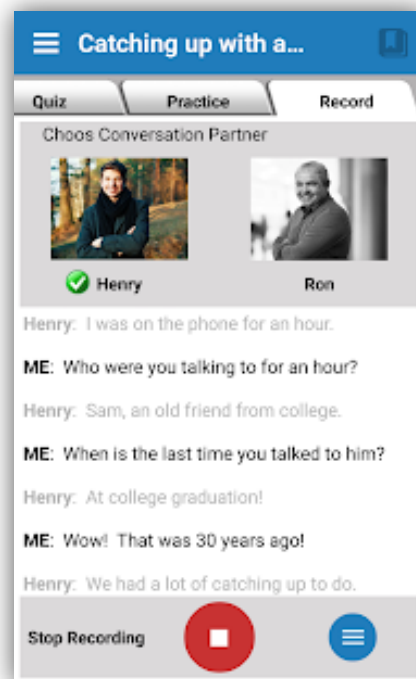 Catching up with a...
Quiz Practice Record
Choos Conversation Partner
Henry Ron
Henry: I was on the phone for an hour.
ME: Who were you talking to for an hour?
Henry: Sam, an old friend from college.
ME: When is the last time you talked to him?
Henry: At college graduation!
ME: Wow! That was 30 years ago!
Henry: We had a lot of catching up to do.
Stop Recording